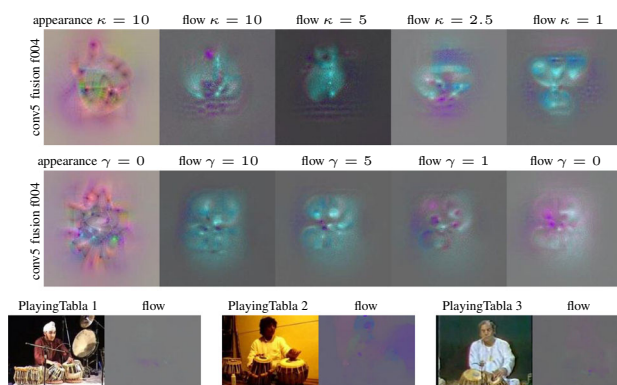 appearance κ = 10 flow κ = 10 flow κ = 5 flow κ = 2.5 flow κ = 1
conv5 fusion f004
appearance γ = 0 flow γ = 10 flow γ = 5 flow γ = 1 flow γ = 0
conv5 fusion f004
PlayingTabla 1 flow PlayingTabla 2 flow PlayingTabla 3 flow